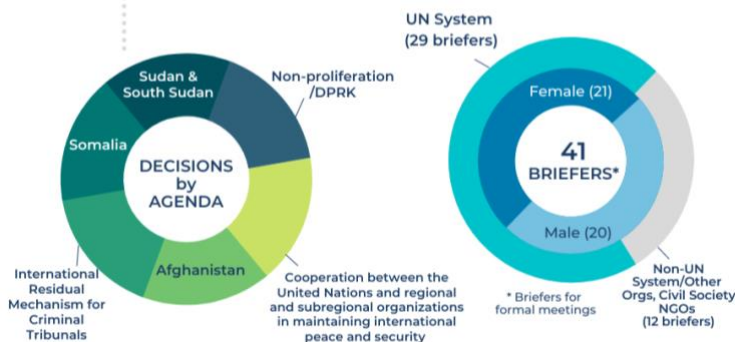 Sudan &
South Sudan
Non-proliferation
/DPRK
Somalia
DECISIONS
by
AGENDA
Afghanistan
International
Residual
Mechanism for
Criminal
Tribunals
Cooperation between the
United Nations and regional
and subregional organizations
in maintaining international
peace and security
UN System
(29 briefers)
Female (21)
41
BRIEFERS*
Male (20)
* Briefers for
formal meetings
Non-UN
System/Other
Orgs, Civil Society
NGOs
(12 briefers)